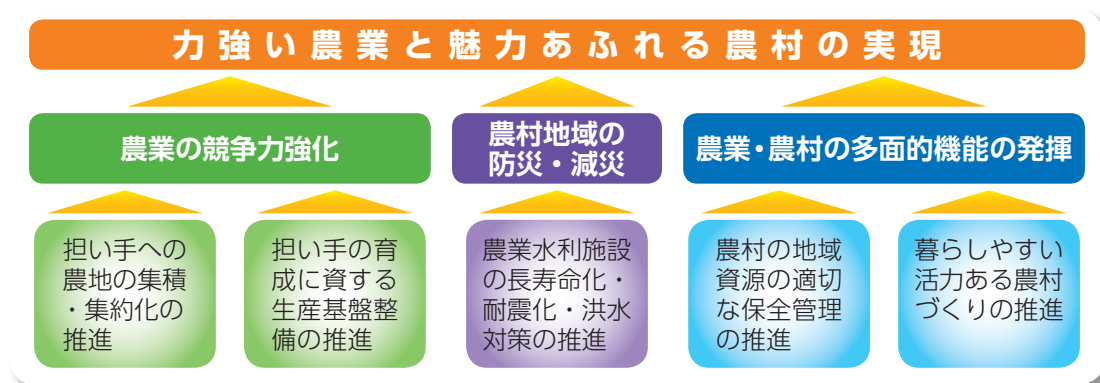 力強い農業と魅力あふれる農村の実現
農業の競争力強化
農村地域の
防災・減災
農業・農村の多面的機能の発揮
担い手への
農地の集積
・集約化の
推進
担い手の育
成に資する
生産基盤整
備の推進
農業水利施設
の長寿命化・
耐震化・洪水
対策の推進
農村の地域
資源の適切
な保全管理
の推進
暮らしやすい
活力ある農村
づくりの推進